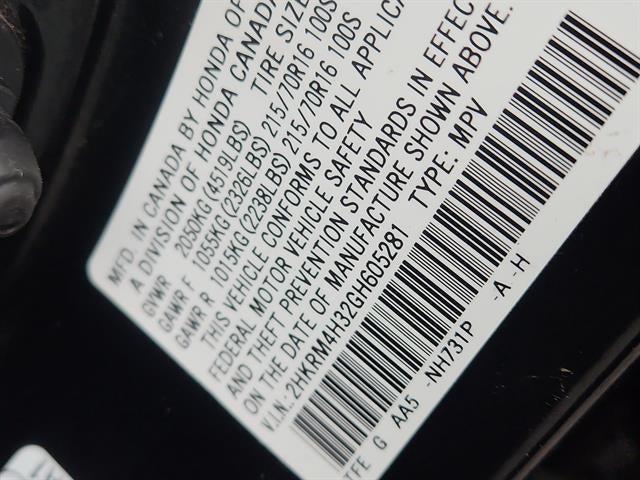 MFD. IN CANADA BY HONDA OF
A DIVISION OF HONDA CANADA
TIRE SIZE
GVWR 2050KG (4519LBS)
GAWR F 1055KG (2326LBS) 215/70R16 100S
GAWR R 1015KG (2238LBS) 215/70R16 100S
THIS VEHICLE CONFORMS TO ALL APPLICA
FEDERAL MOTOR VEHICLE SAFETY
AND THEFT PREVENTION STANDARDS IN EFFEC
ON THE DATE OF MANUFACTURE SHOWN ABOVE.
V.I.N.: 2HKRM4H32GH605281 TYPE: MPV
TFE G AA5 -NH731P -A -H